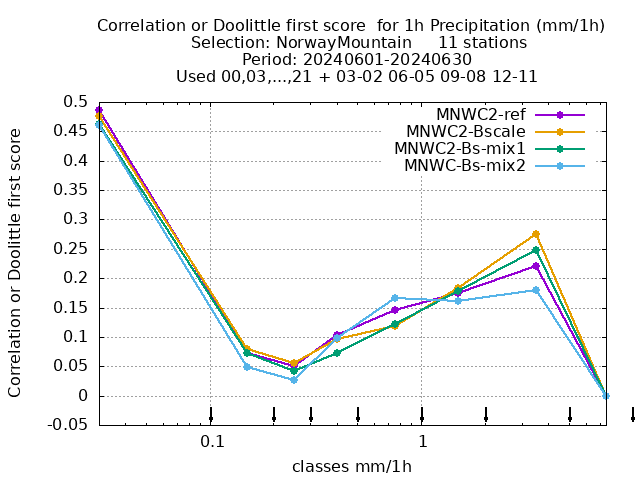 Correlation or Doolittle first score  for 1h Precipitation (mm/1h)
Selection: NorwayMountain     11 stations
Period: 20240601-20240630
Used 00,03,...,21 + 03-02 06-05 09-08 12-11
MNWC2-ref
MNWC2-Bscale
MNWC2-Bs-mix1
MNWC-Bs-mix2
Correlation or Doolittle first score
0.5
0.45
0.4
0.35
0.3
0.25
0.2
0.15
0.1
0.05
0
-0.05
0.1
1
classes mm/1h